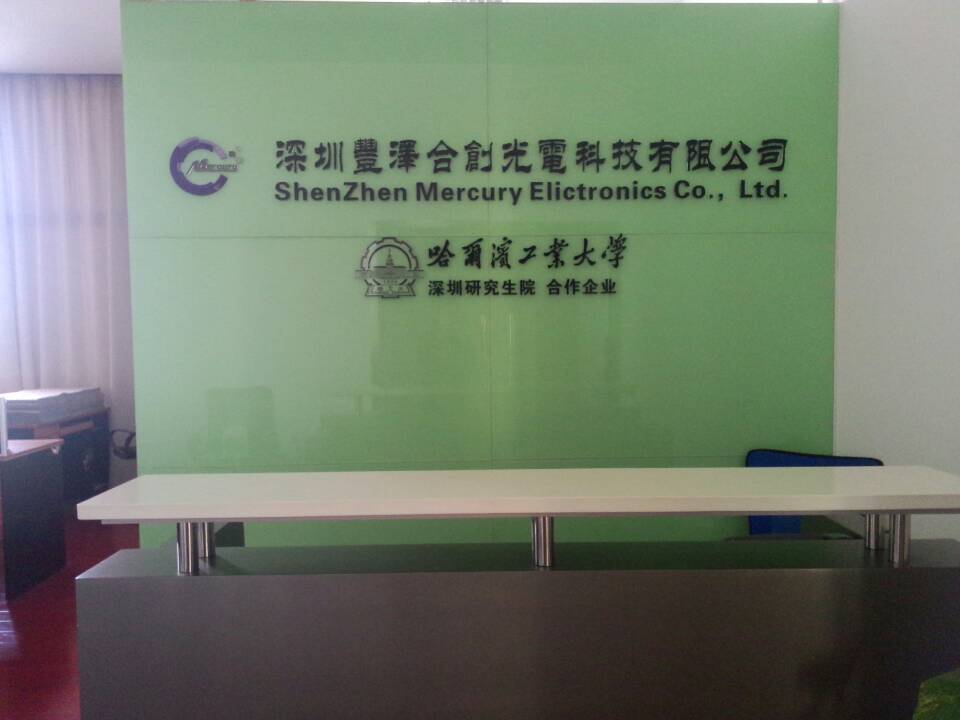 Mercury
深圳豐澤合創光電科技有限公司
ShenZhen Mercury Elictronics Co., Ltd.
哈爾濱工業大學
深圳研究生院 合作企业